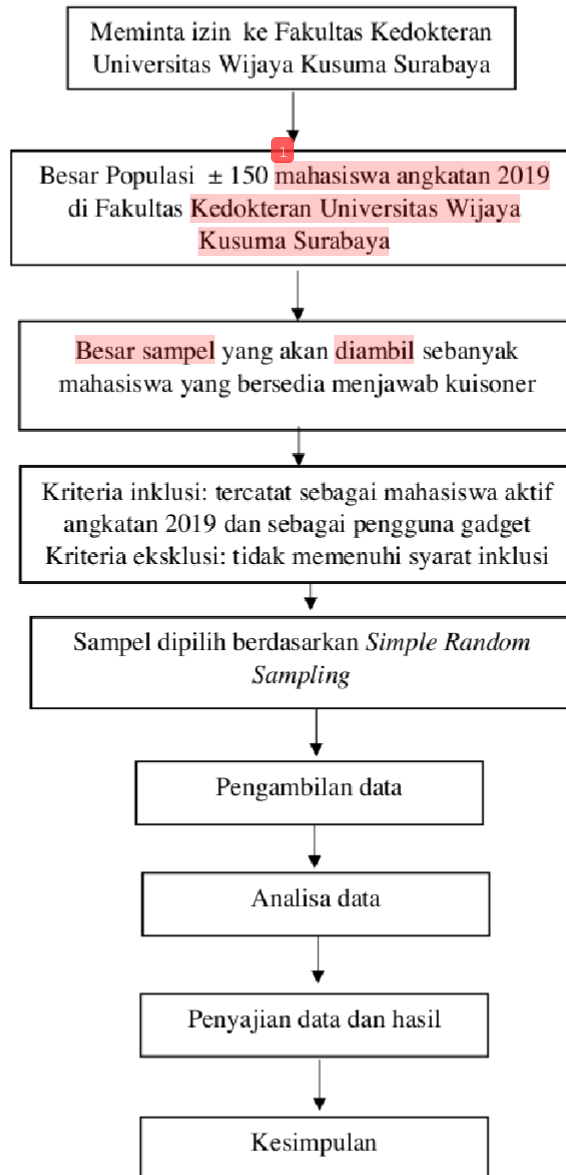 Meminta izin ke Fakultas Kedokteran
Universitas Wijaya Kusuma Surabaya
1
Besar Populasi ± 150 mahasiswa angkatan 2019
di Fakultas Kedokteran Universitas Wijaya
Kusuma Surabaya
Besar sampel yang akan diambil sebanyak
mahasiswa yang bersedia menjawab kuisoner
Kriteria inklusi: tercatat sebagai mahasiswa aktif
angkatan 2019 dan sebagai pengguna gadget
Kriteria eksklusi: tidak memenuhi syarat inklusi
Sampel dipilih berdasarkan Simple Random
Sampling
Pengambilan data
Analisa data
Penyajian data dan hasil
Kesimpulan